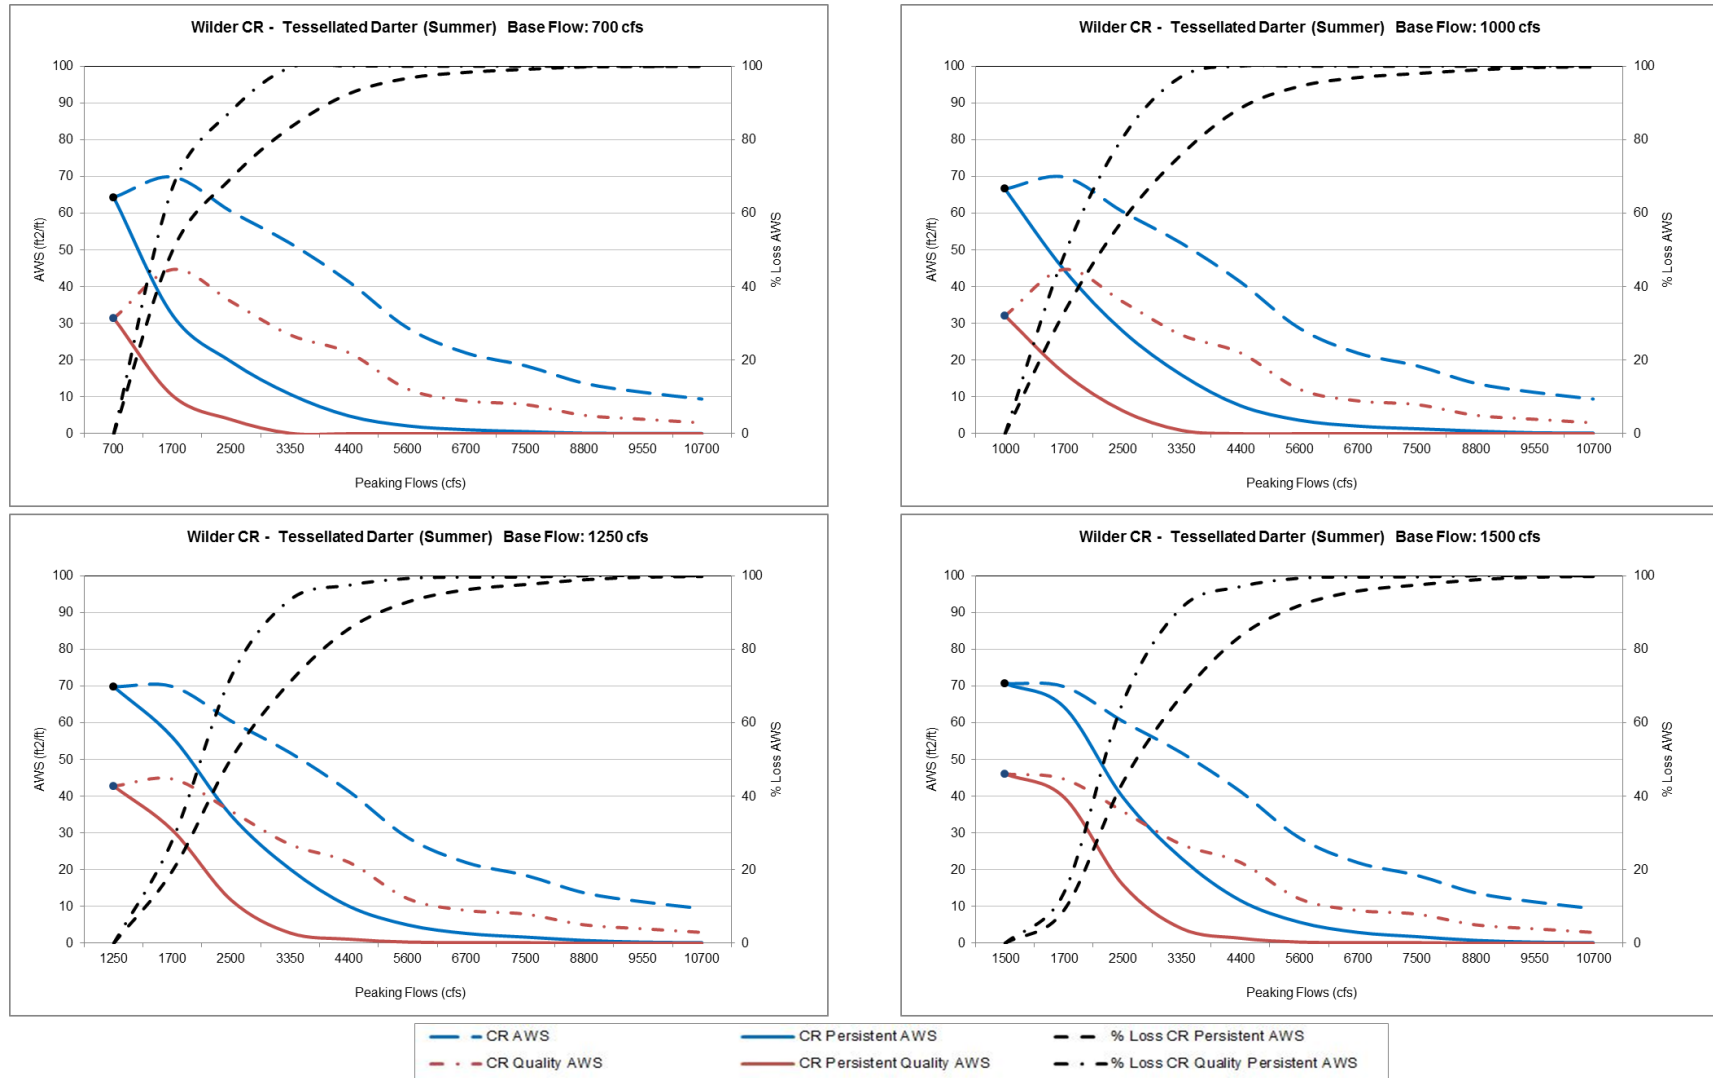 Wilder CR - Tessellated Darter (Summer) Base Flow: 700 cfs
100 90 80 70 60 50 40 30 20 10 0
AWS (ft2/ft)
100 80 60 40 20 0
% Loss AWS
700 1700 2500 3350 4400 5600 6700 7500 8800 9550 10700
Peaking Flows (cfs)
Wilder CR - Tessellated Darter (Summer) Base Flow: 1000 cfs
100 90 80 70 60 50 40 30 20 10 0
AWS (ft2/ft)
100 80 60 40 20 0
% Loss AWS
1000 1700 2500 3350 4400 5600 6700 7500 8800 9550 10700
Peaking Flows (cfs)
Wilder CR - Tessellated Darter (Summer) Base Flow: 1250 cfs
100 90 80 70 60 50 40 30 20 10 0
AWS (ft2/ft)
100 80 60 40 20 0
% Loss AWS
1250 1700 2500 3350 4400 5600 6700 7500 8800 9550 10700
Peaking Flows (cfs)
Wilder CR - Tessellated Darter (Summer) Base Flow: 1500 cfs
100 90 80 70 60 50 40 30 20 10 0
AWS (ft2/ft)
100 80 60 40 20 0
% Loss AWS
1500 1700 2500 3350 4400 5600 6700 7500 8800 9550 10700
Peaking Flows (cfs)
CR AWS CR Persistent AWS % Loss CR Persistent AWS
CR Quality AWS CR Persistent Quality AWS % Loss CR Quality Persistent AWS